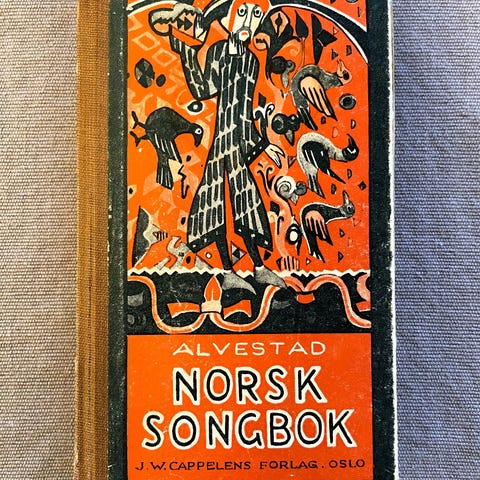 ALVESTAD
NORSK
SONGBOK
J.W. CAPPELENS FORLAG. OSLO